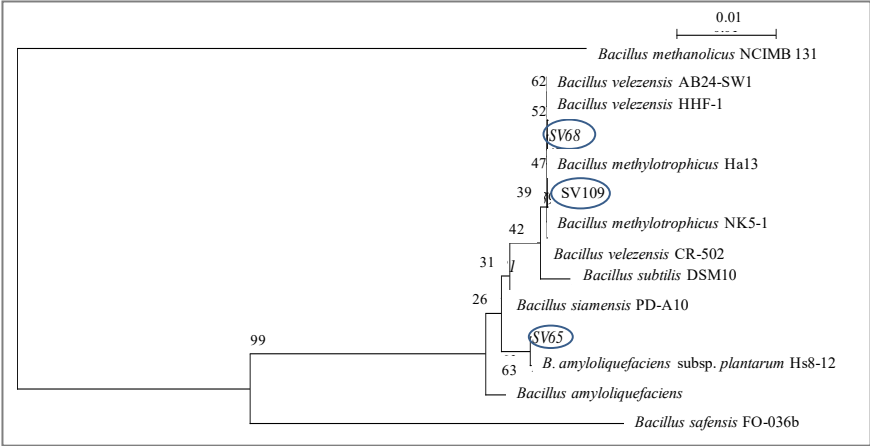 0.01
Bacillus methanolicus NCIMB 131
62
Bacillus velezensis AB24-SW1
Bacillus velezensis HHF-1
52
SV68
47
Bacillus methylotrophicus Ha13
39
SV109
Bacillus methylotrophicus NK5-1
42
Bacillus velezensis CR-502
31
Bacillus subtilis DSM10
26
Bacillus siamensis PD-A10
99
SV65
B. amyloliquefaciens subsp. plantarum Hs8-12
63
Bacillus amyloliquefaciens
Bacillus safensis FO-036b